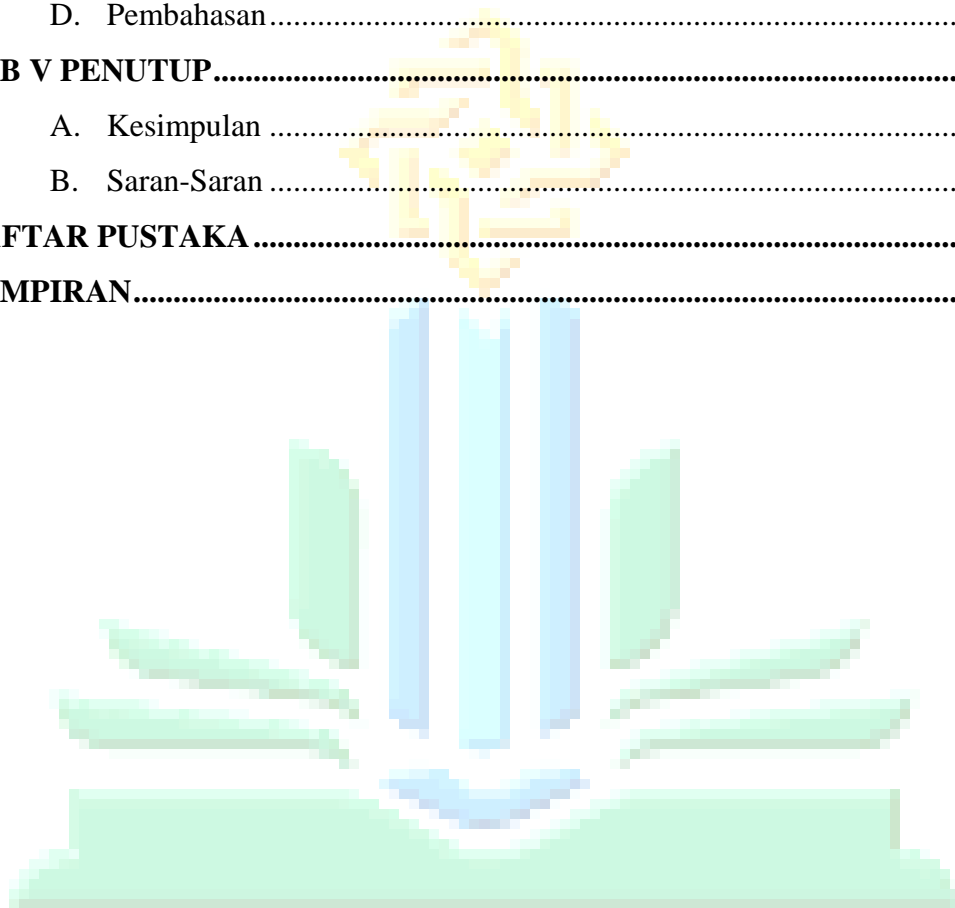 D. Pembahasan........................................................................................
B V PENUTUP............................................................................................
A. Kesimpulan ........................................................................................
B. Saran-Saran ........................................................................................
FTAR PUSTAKA.......................................................................................
MPIRAN......................................................................................................